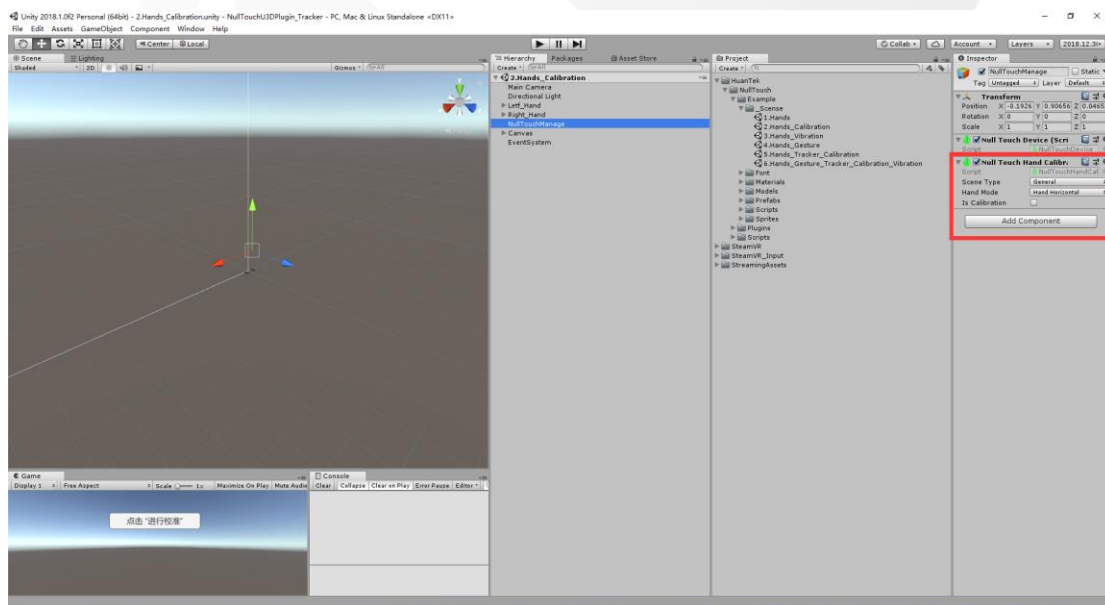 Unity 2018.1.0f2 Personal (64bit) - 2.Hands_Calibration.unity - NullTouchU3DPlugin_Tracker - PC, Mac & Linux Standalone <DX11>
File Edit Assets GameObject Component Window Help
Center Local
Collab Account Layers 2018.12.3
Scene Lighting
Shaded 2D Gizmos All
Hierarchy Packages Asset Store
Create All
2.Hands_Calibration
Main Camera
Directional Light
Letf_Hand
Right_Hand
NullTouchManage
Canvas
EventSystem
Project
Create
HuanTek
NullTouch
Example
_Scense
1.Hands
2.Hands_Calibration
3.Hands_Vibration
4.Hands_Gesture
5.Hands_Tracker_Calibration
6.Hands_Gesture_Tracker_Calibration_Vibration
Font
Materials
Models
Prefabs
Scripts
Sprites
Plugins
Scripts
SteamVR
SteamVR_Input
StreamingAssets
Inspector
NullTouchManage Static
Tag Untagged Layer Default
Transform
Position X -0.1926 Y 0.90656 Z 0.0465
Rotation X 0 Y 0 Z 0
Scale X 1 Y 1 Z 1
Null Touch Device (Scri
Script NullTouchDevice
Null Touch Hand Calibr
Script NullTouchHandCal
Scene Type General
Hand Mode Hand Horizontal
Is Calibration
Add Component
Game
Display 1 Free Aspect Scale 1x Maximize On Play Mute Audio
点击 "进行校准"
Console
Clear Collapse Clear on Play Error Pause Editor